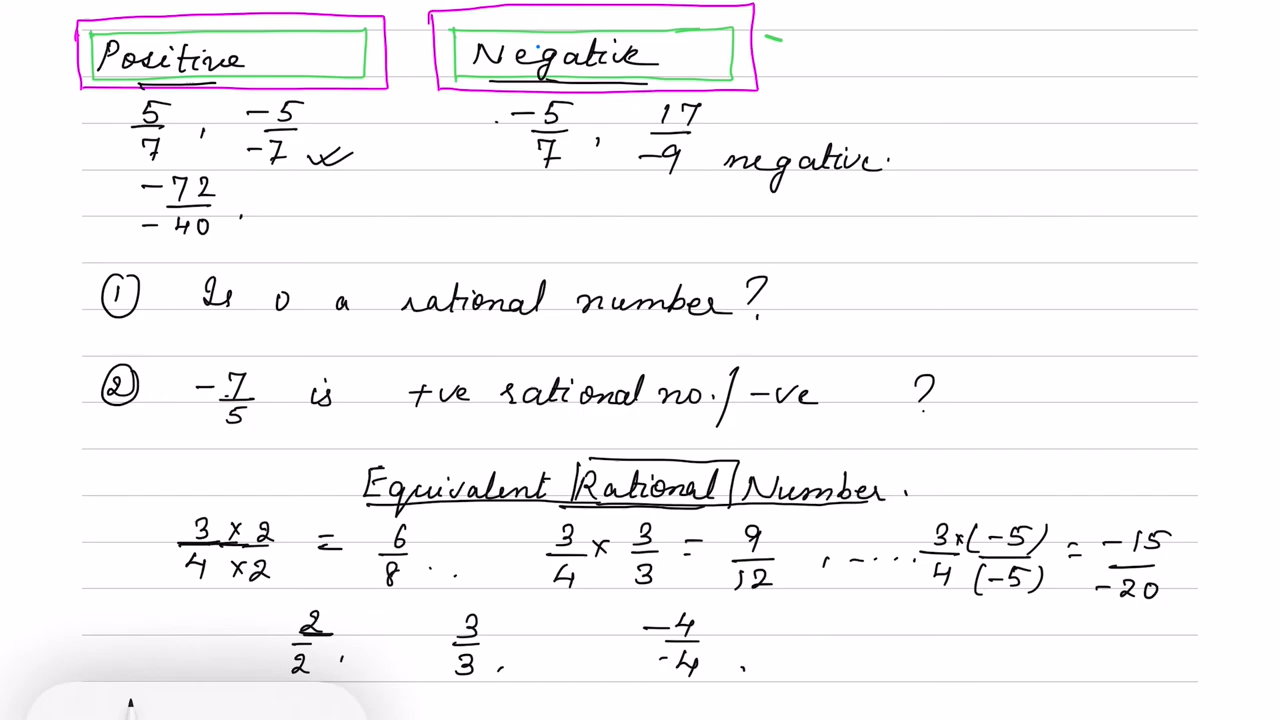 Positive Negative
5/7 , -5/-7 -5/7 , 17/-9 negative.
-72/-40 .
① Is 0 a rational number?
② -7/5 is +ve rational no./ -ve ?
Equivalent Rational Number.
3 × 2/4 × 2 = 6/8 .. 3/4 × 3/3 = 9/12 , .... 3/4 × (-5)/(-5) = -15/-20
2/2 , 3/3 , -4/-4 .